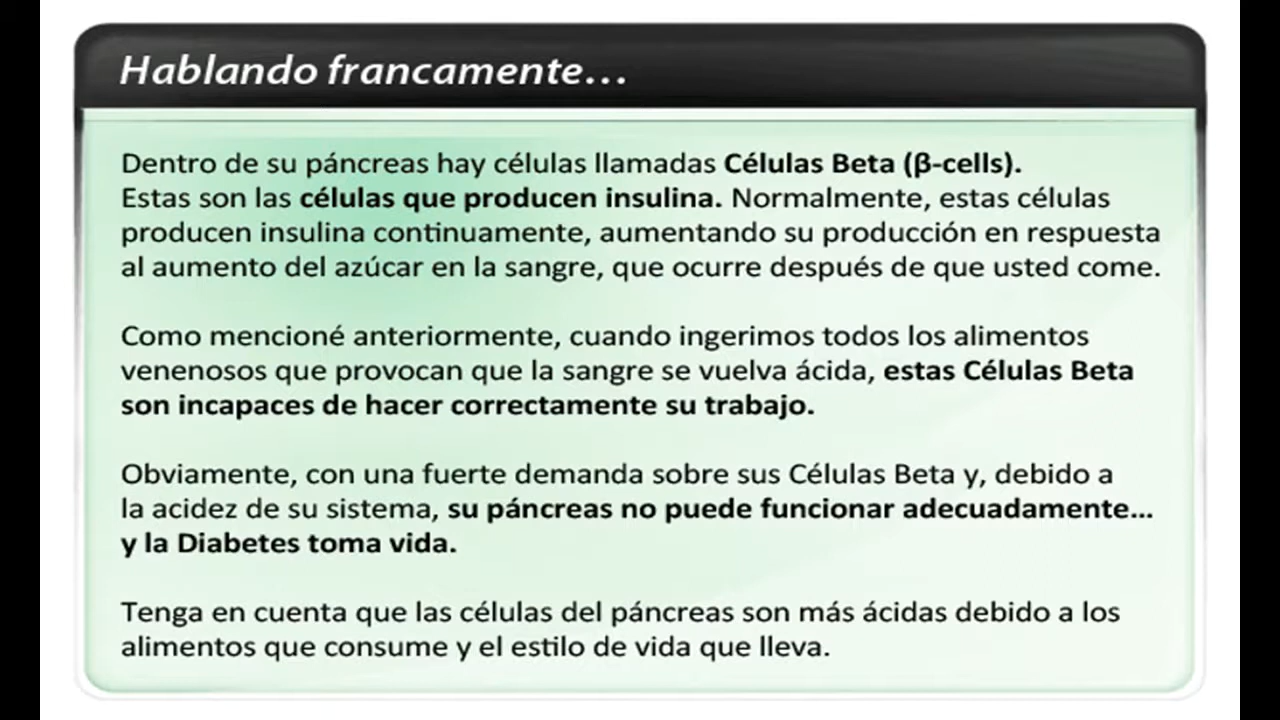 Hablando francamente...
Dentro de su páncreas hay células llamadas Células Beta (β-cells).
Estas son las células que producen insulina. Normalmente, estas células
producen insulina continuamente, aumentando su producción en respuesta
al aumento del azúcar en la sangre, que ocurre después de que usted come.
Como mencioné anteriormente, cuando ingerimos todos los alimentos
venenosos que provocan que la sangre se vuelva ácida, estas Células Beta
son incapaces de hacer correctamente su trabajo.
Obviamente, con una fuerte demanda sobre sus Células Beta y, debido a
la acidez de su sistema, su páncreas no puede funcionar adecuadamente...
y la Diabetes toma vida.
Tenga en cuenta que las células del páncreas son más ácidas debido a los
alimentos que consume y el estilo de vida que lleva.